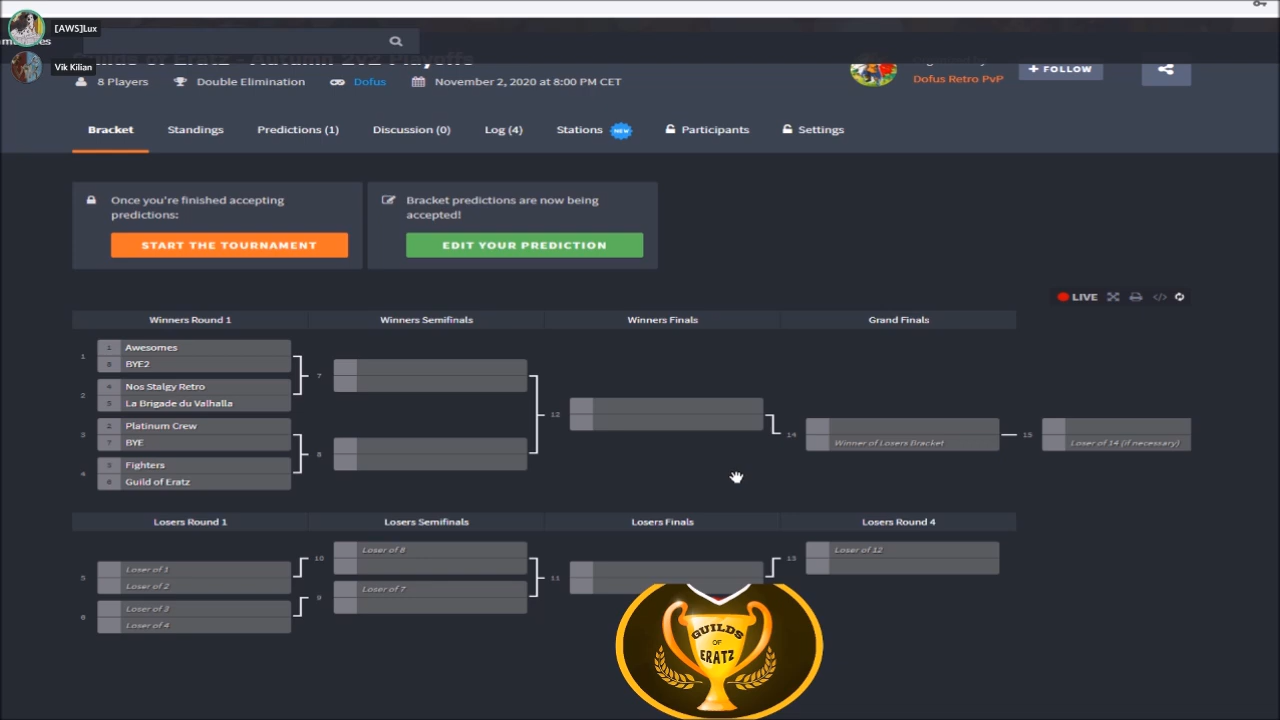 [AWS]Lux
Guilds of Eratz - Autumn 2v2 Playoffs
Vik Kilian
8 Players
Double Elimination
Dofus
November 2, 2020 at 8:00 PM CET
Dofus Retro PvP
+ FOLLOW
Bracket
Standings
Predictions (1)
Discussion (0)
Log (4)
Stations
NEW
Participants
Settings
Once you're finished accepting
predictions:
START THE TOURNAMENT
Bracket predictions are now being
accepted!
EDIT YOUR PREDICTION
LIVE
Winners Round 1
Winners Semifinals
Winners Finals
Grand Finals
1
1 Awesomes
8 BYE2
2
4 Nos Stalgy Retro
5 La Brigade du Valhalla
3
2 Platinum Crew
7 BYE
4
3 Fighters
6 Guild of Eratz
7
8
12
14
Winner of Losers Bracket
15
Loser of 14 (if necessary)
Losers Round 1
Losers Semifinals
Losers Finals
Losers Round 4
5
Loser of 1
Loser of 2
6
Loser of 3
Loser of 4
10
Loser of 8
9
Loser of 7
11
13
Loser of 12
GUILDS
OF
ERATZ